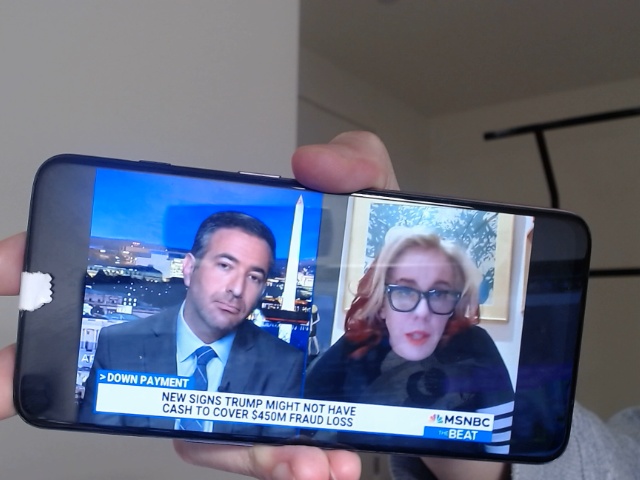 > DOWN PAYMENT
NEW SIGNS TRUMP MIGHT NOT HAVE
CASH TO COVER $450M FRAUD LOSS
MSNBC
THE BEAT